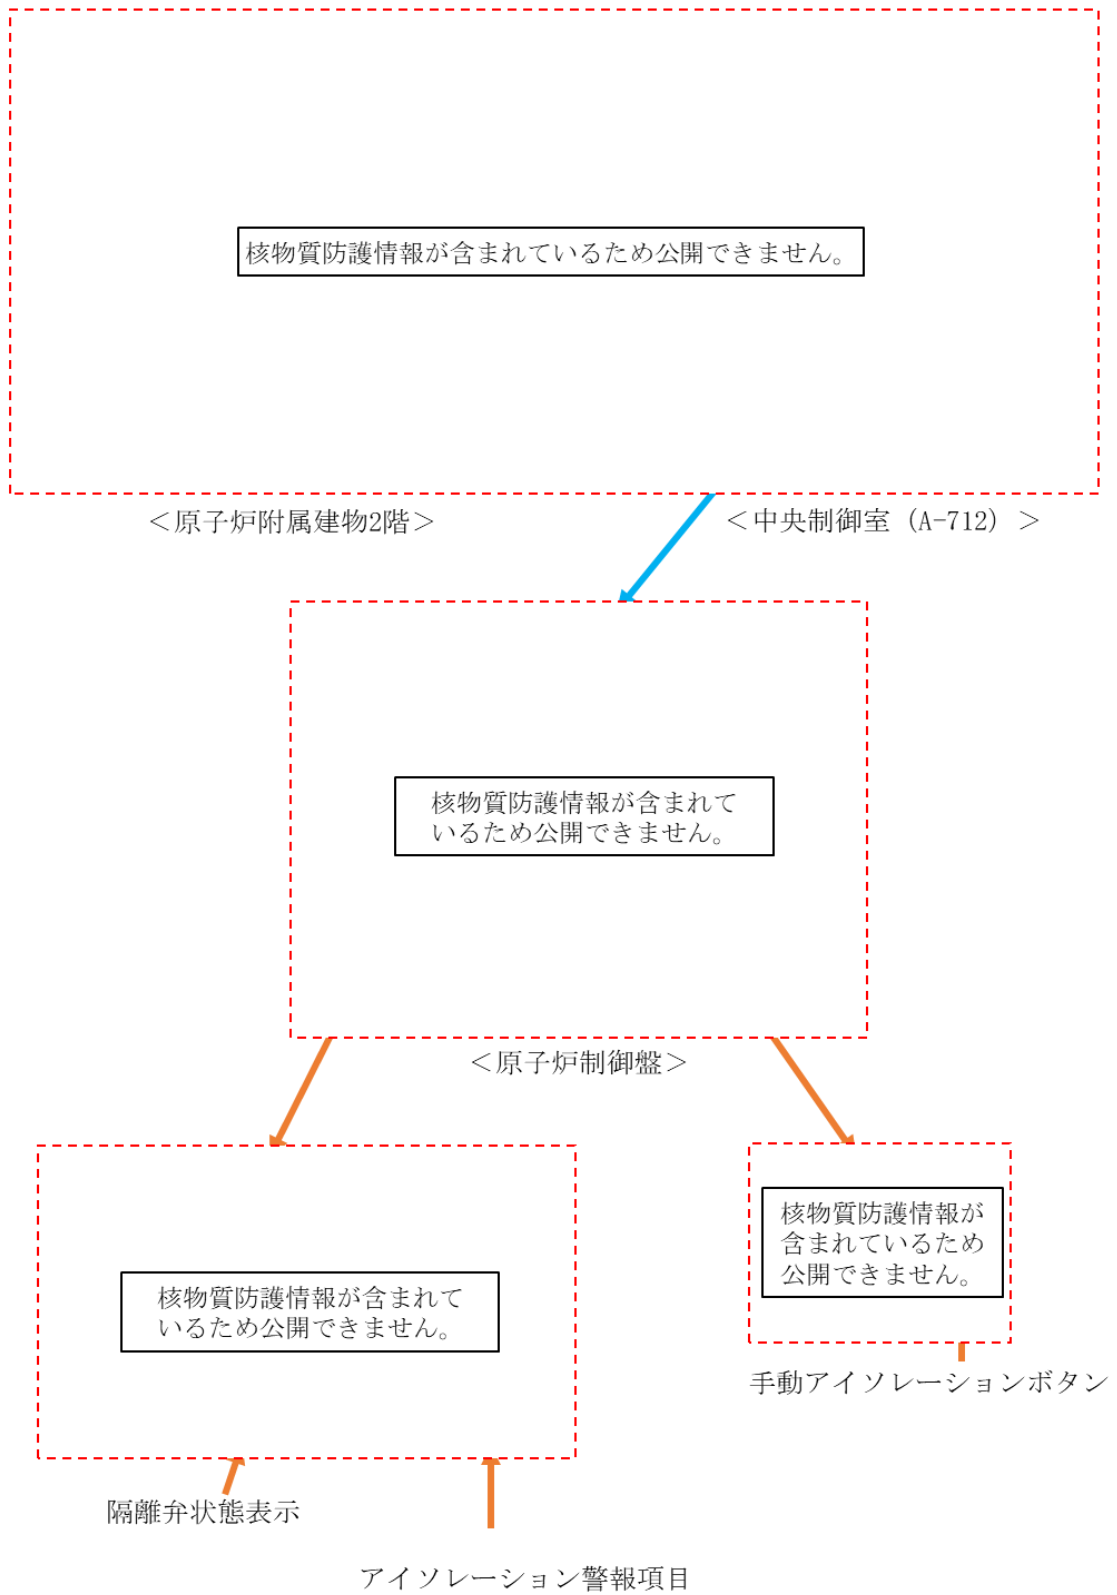 核物質防護情報が含まれているため公開できません。
＜原子炉附属建物2階＞
＜中央制御室（A-712）＞
核物質防護情報が含まれて
いるため公開できません。
＜原子炉制御盤＞
核物質防護情報が含まれて
いるため公開できません。
核物質防護情報が
含まれているため
公開できません。
手動アイソレーションボタン
隔離弁状態表示
アイソレーション警報項目